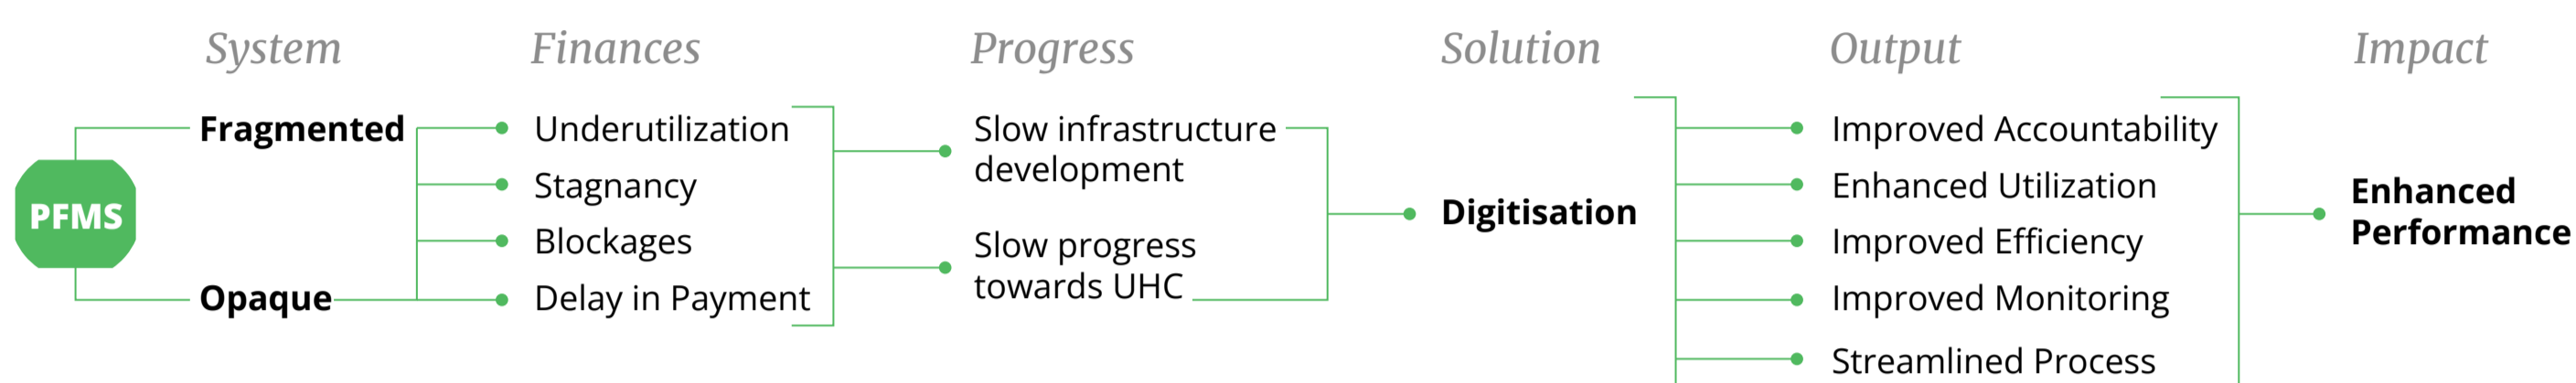 System
Finances
Progress
Solution
Output
Impact
PFMS
Fragmented
Opaque
Underutilization
Stagnancy
Blockages
Delay in Payment
Slow infrastructure
development
Slow progress
towards UHC
Digitisation
Improved Accountability
Enhanced Utilization
Improved Efficiency
Improved Monitoring
Streamlined Process
Enhanced
Performance